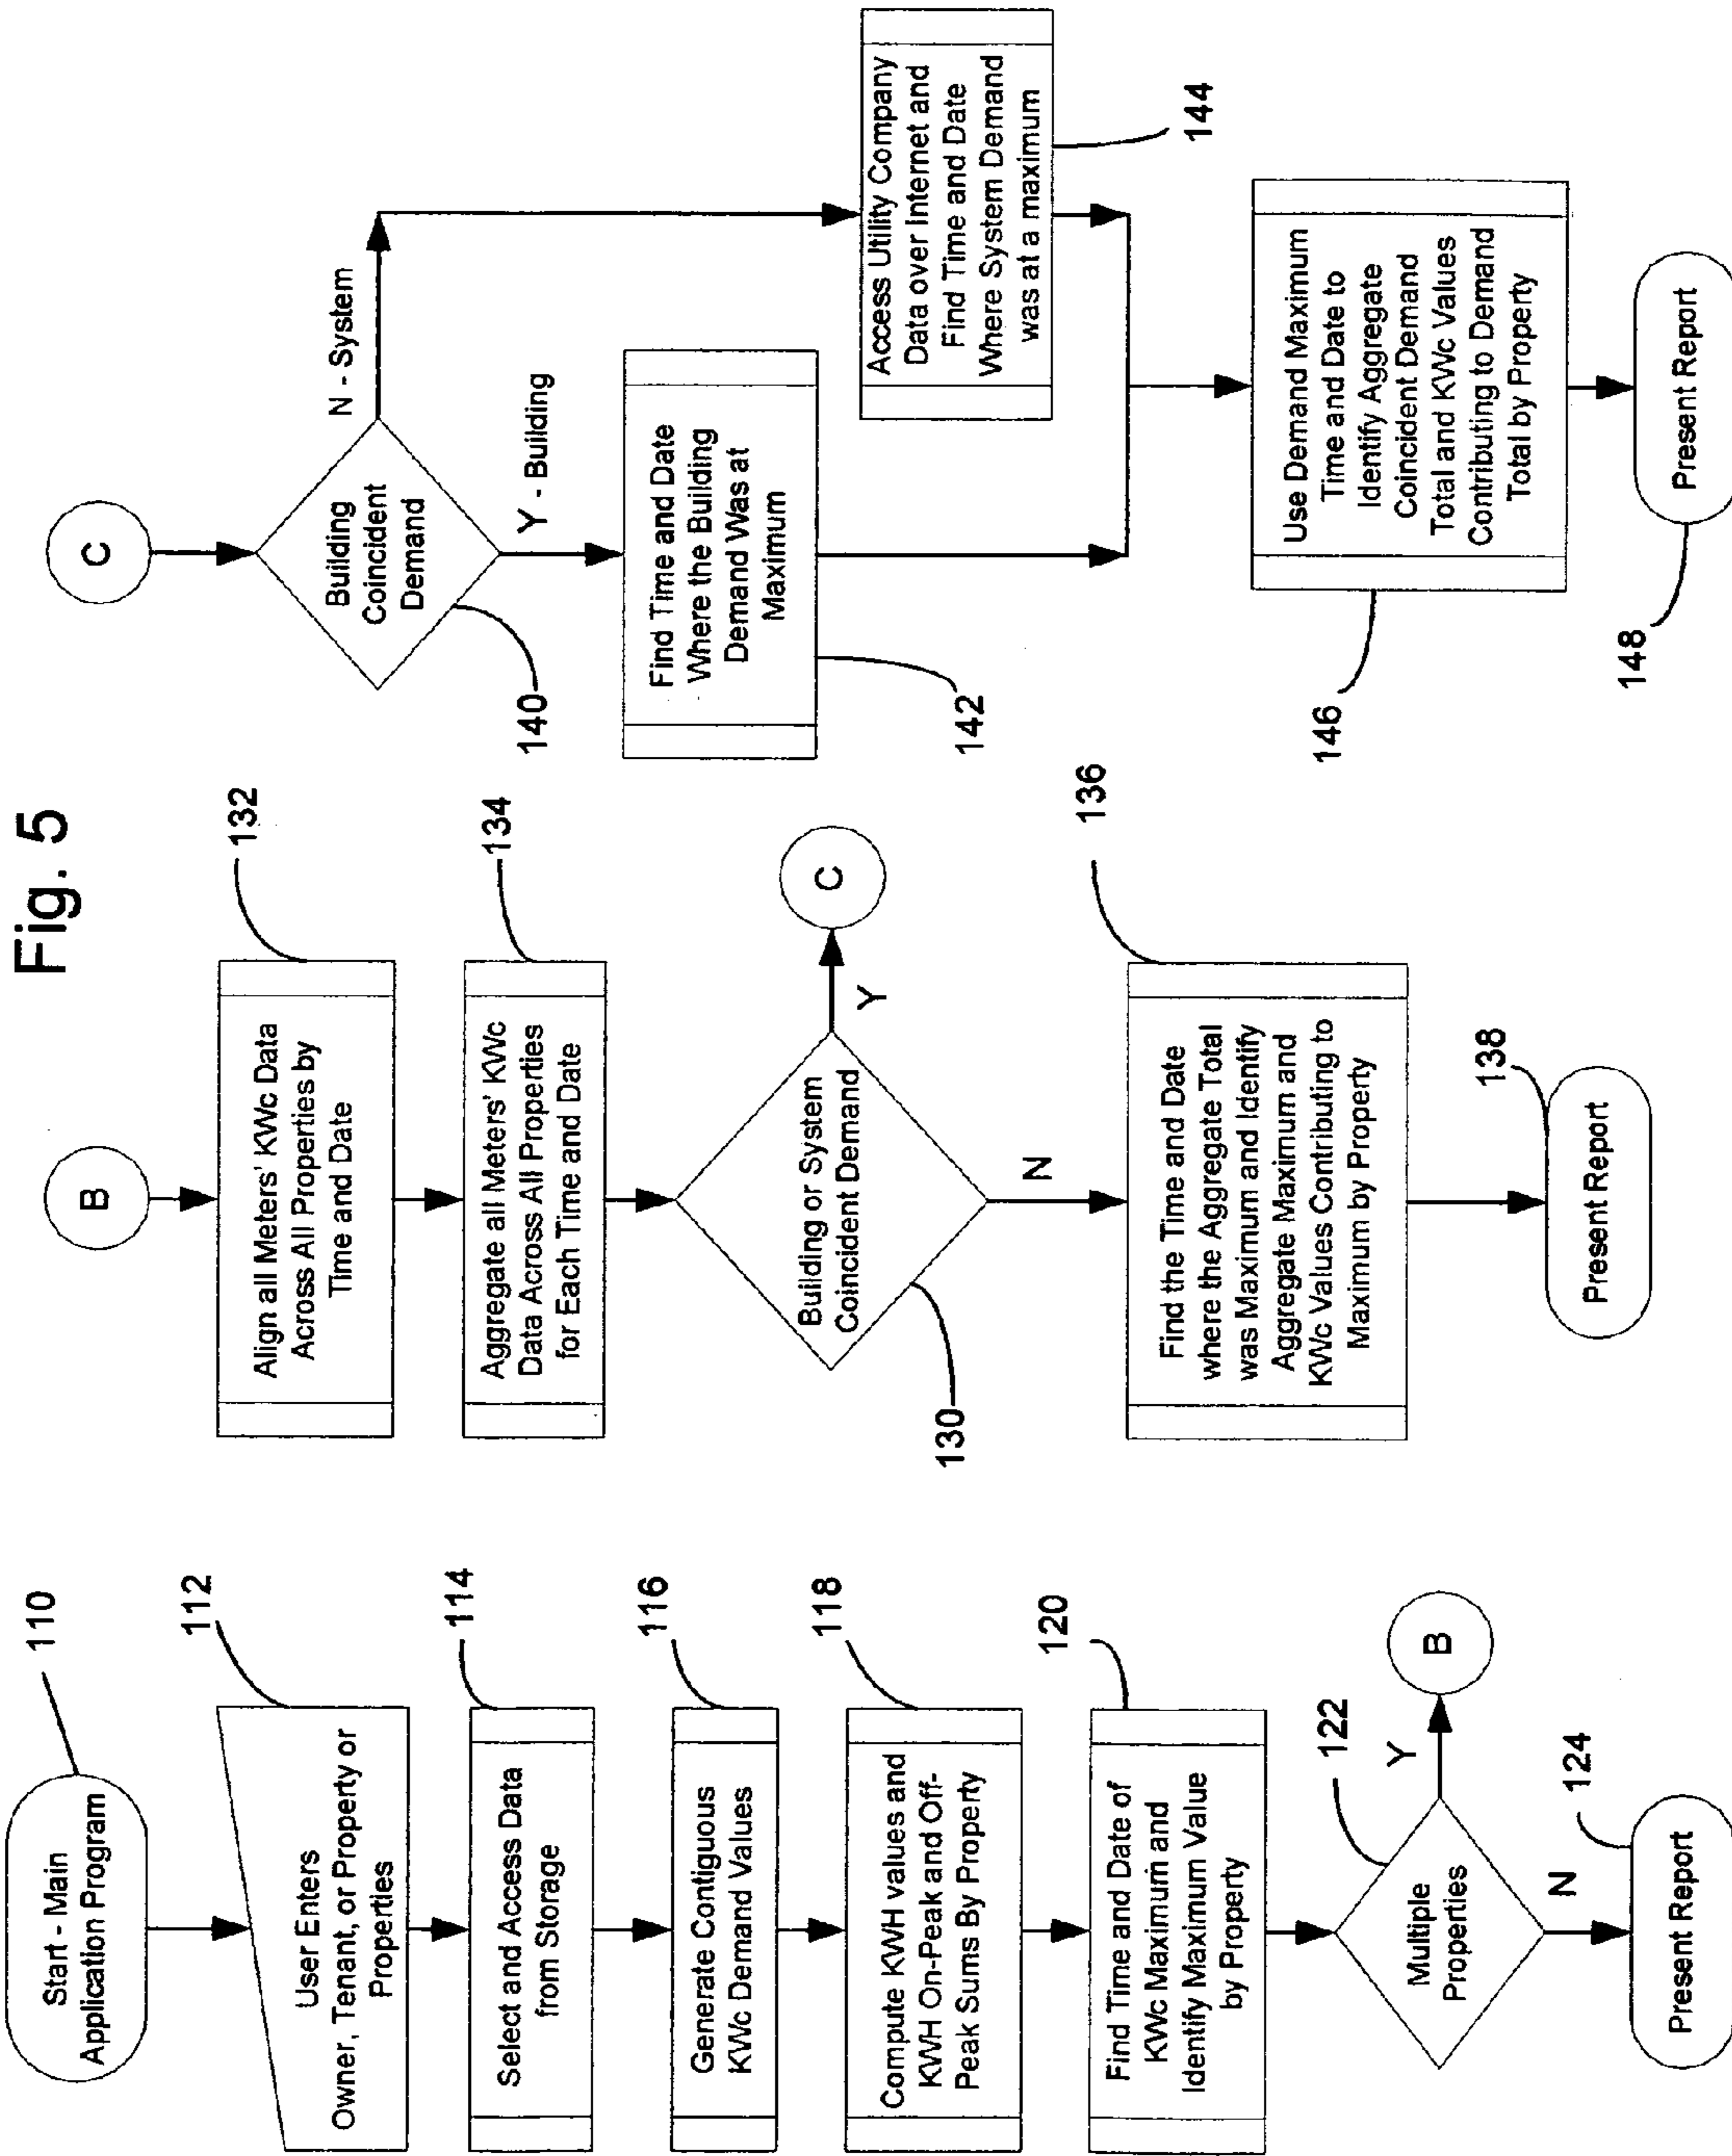 Fig. 5
Start - Main
Application Program
110
User Enters
Owner, Tenant, or Property or
Properties
112
Select and Access Data
from Storage
114
Generate Contiguous
KWc Demand Values
116
Compute KWH values and
KWH On-Peak and Off-
Peak Sums By Property
118
Find Time and Date of
KWc Maximum and
Identify Maximum Value
by Property
120
Multiple
Properties
122
Y
B
N
Present Report
124
B
Align all Meters' KWc Data
Across All Properties by
Time and Date
132
Aggregate all Meters' KWc
Data Across All Properties
for Each Time and Date
134
Building or System
Coincident Demand
130
Y
C
N
Find the Time and Date
where the Aggregate Total
was Maximum and Identify
Aggregate Maximum and
KWc Values Contributing to
Maximum by Property
136
Present Report
138
C
Building
Coincident
Demand
140
N - System
Y - Building
Find Time and Date
Where the Building
Demand Was at
Maximum
142
Access Utility Company
Data over Internet and
Find Time and Date
Where System Demand
was at a maximum
144
Use Demand Maximum
Time and Date to
Identify Aggregate
Coincident Demand
Total and KWc Values
Contributing to Demand
Total by Property
146
Present Report
148